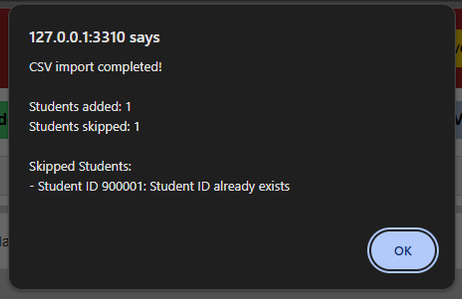 127.0.0.1:3310 says
CSV import completed!
Students added: 1
Students skipped: 1
Skipped Students:
- Student ID 900001: Student ID already exists
OK